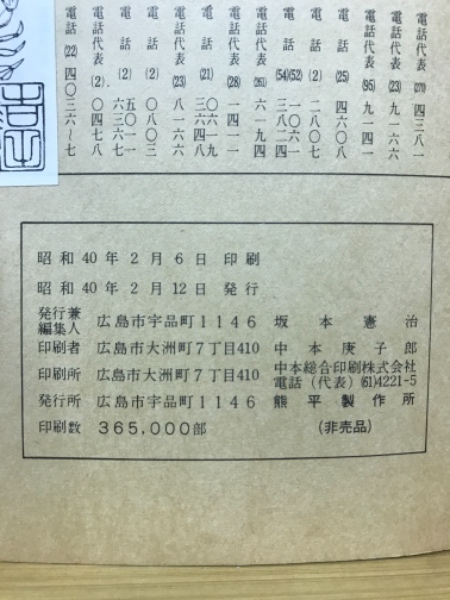 電話代表(270)四三八一
電話代表(23)九一六六
電話代表(95)九一四一
電話(25)四六〇八
電話(2)二八〇七
電話(52)三一〇六一
(54)八二二四
電話代表(261)六一九四
電話代表(28)一四一一
電話(21)〇六一九
三六四八
電話代表(23)八一六六
電話(2)〇八〇三
電話(2)五〇一一
六三六七
電話代表(2)〇四七八
電話(22)四〇三六〜七
昭和40年2月6日 印刷
昭和40年2月12日 発行
発行兼編集人 広島市宇品町1146 坂本憲治
印刷者 広島市大洲町7丁目410 中本庚子郎
印刷所 広島市大洲町7丁目410 中本総合印刷株式会社 電話(代表)(61)4221-5
発行所 広島市宇品町1146 熊平製作所
印刷数 365,000部 (非売品)